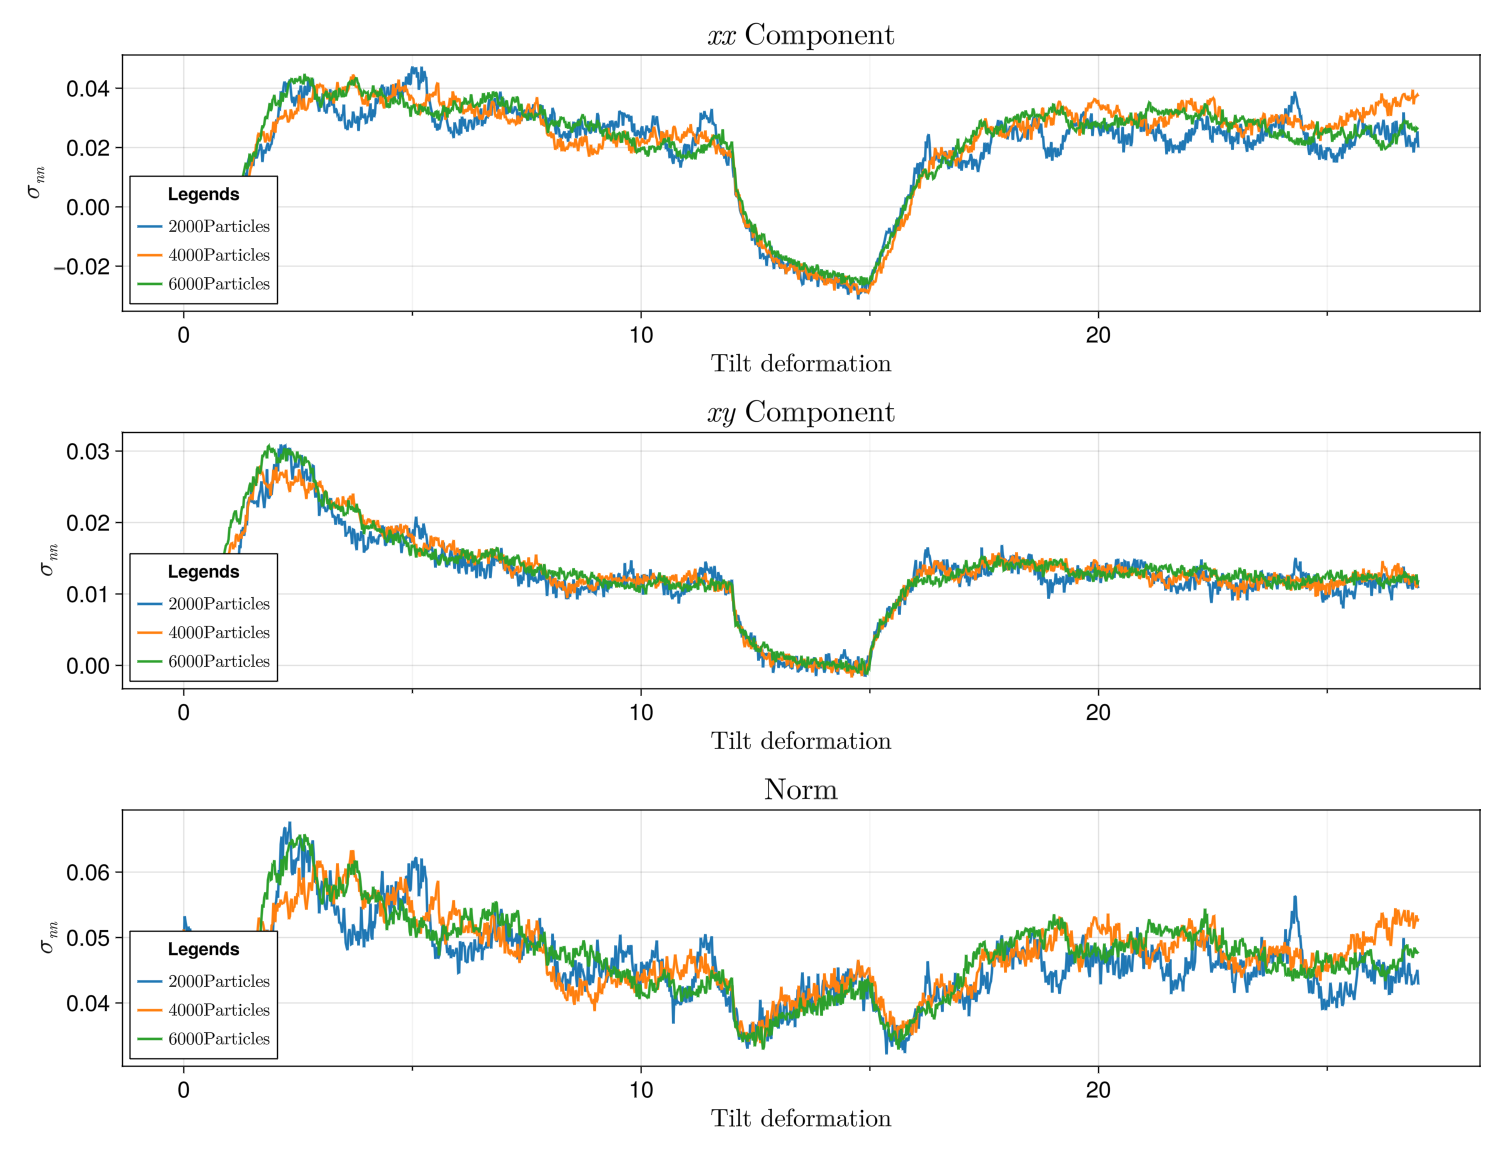 xx Component
0.04
0.02
0.00
−0.02
σnn
Legends
2000Particles
4000Particles
6000Particles
0
10
20
Tilt deformation
xy Component
0.03
0.02
0.01
0.00
σnn
Legends
2000Particles
4000Particles
6000Particles
0
10
20
Tilt deformation
Norm
0.06
0.05
0.04
σnn
Legends
2000Particles
4000Particles
6000Particles
0
10
20
Tilt deformation